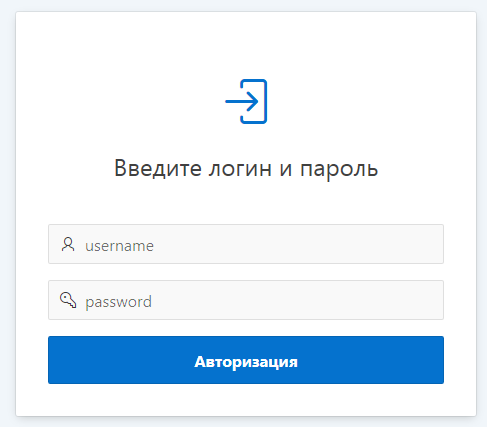 Введите логин и пароль
username
password
Авторизация